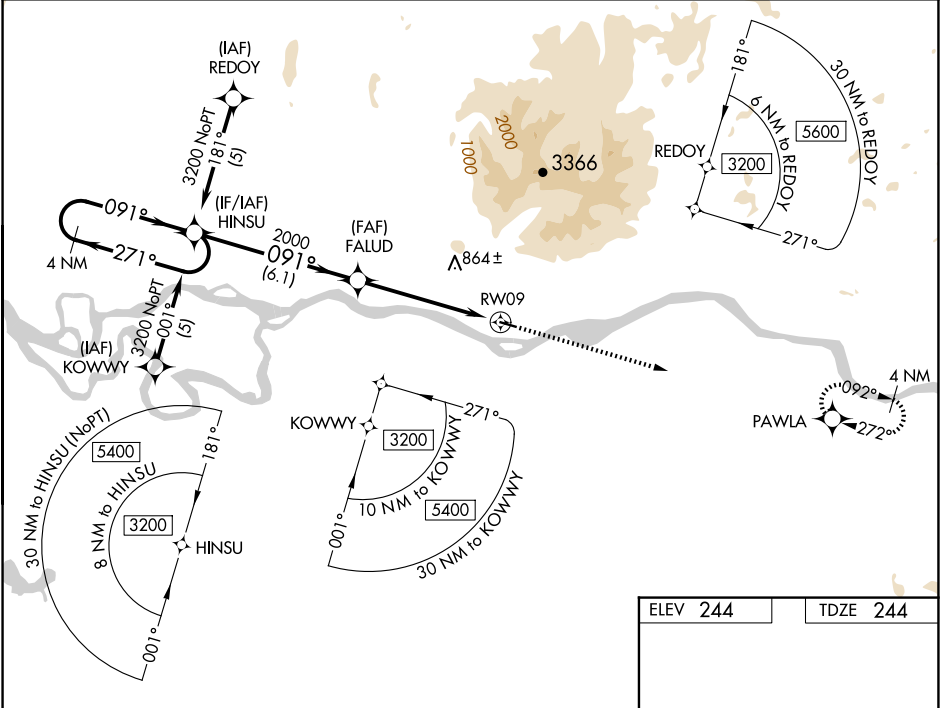 (IAF)
REDOY
3200 NoPT
181°
(5)
(IF/IAF)
HINSU
091°
271°
4 NM
2000
091°
(6.1)
(FAF)
FALUD
864±
RW09
3200 NoPT
001°
(5)
(IAF)
KOWWY
1000
2000
3366
181°
30 NM to REDOY
5600
6 NM to REDOY
3200
REDOY
271°
4 NM
092°
272°
PAWLA
30 NM to HINSU (NoPT)
5400
181°
8 NM to HINSU
3200
HINSU
001°
KOWWY
271°
3200
10 NM to KOWWY
5400
30 NM to KOWWY
001°
ELEV 244
TDZE 244